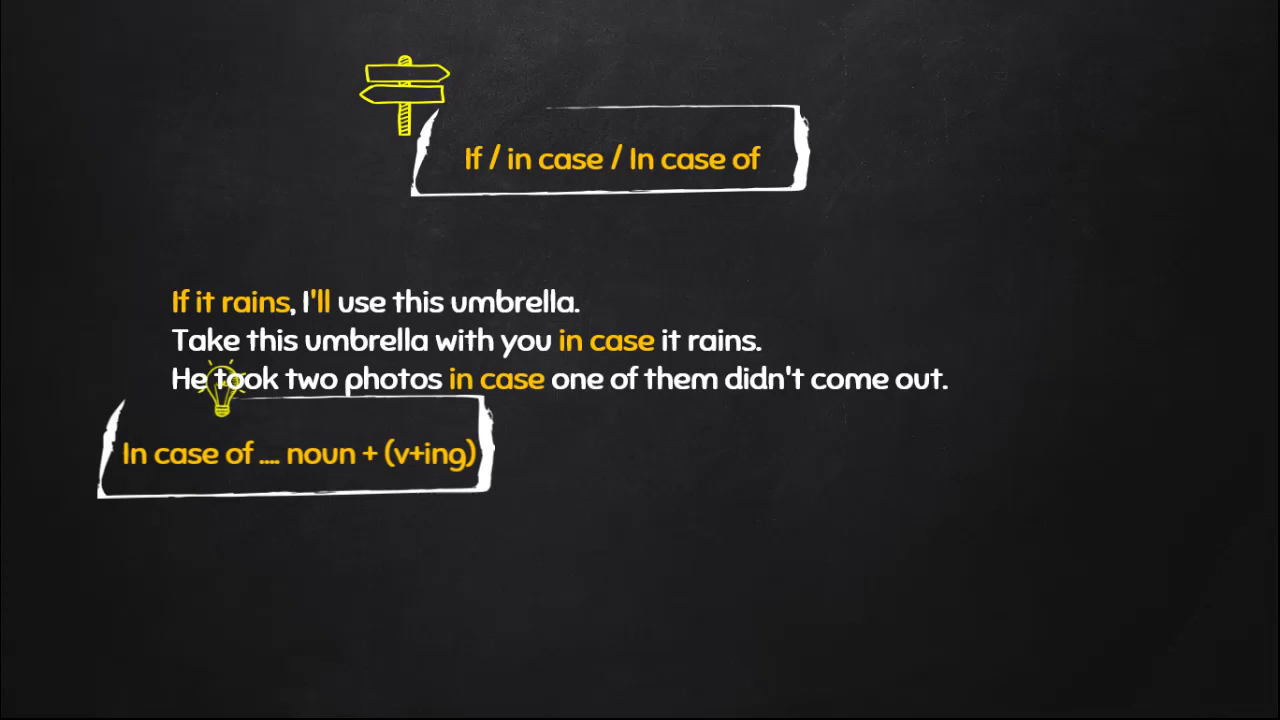 If / in case / In case of
If it rains, I'll use this umbrella.
Take this umbrella with you in case it rains.
He took two photos in case one of them didn't come out.
In case of .... noun + (v+ing)